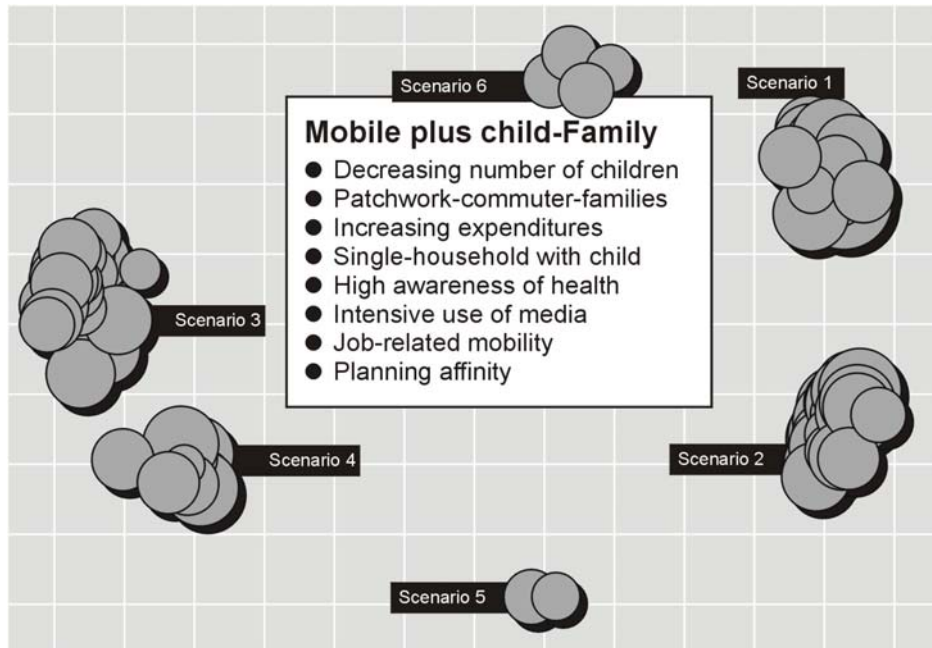 Scenario 6
Scenario 1
Mobile plus child-Family
● Decreasing number of children
● Patchwork-commuter-families
● Increasing expenditures
● Single-household with child
● High awareness of health
● Intensive use of media
● Job-related mobility
● Planning affinity
Scenario 3
Scenario 4
Scenario 2
Scenario 5